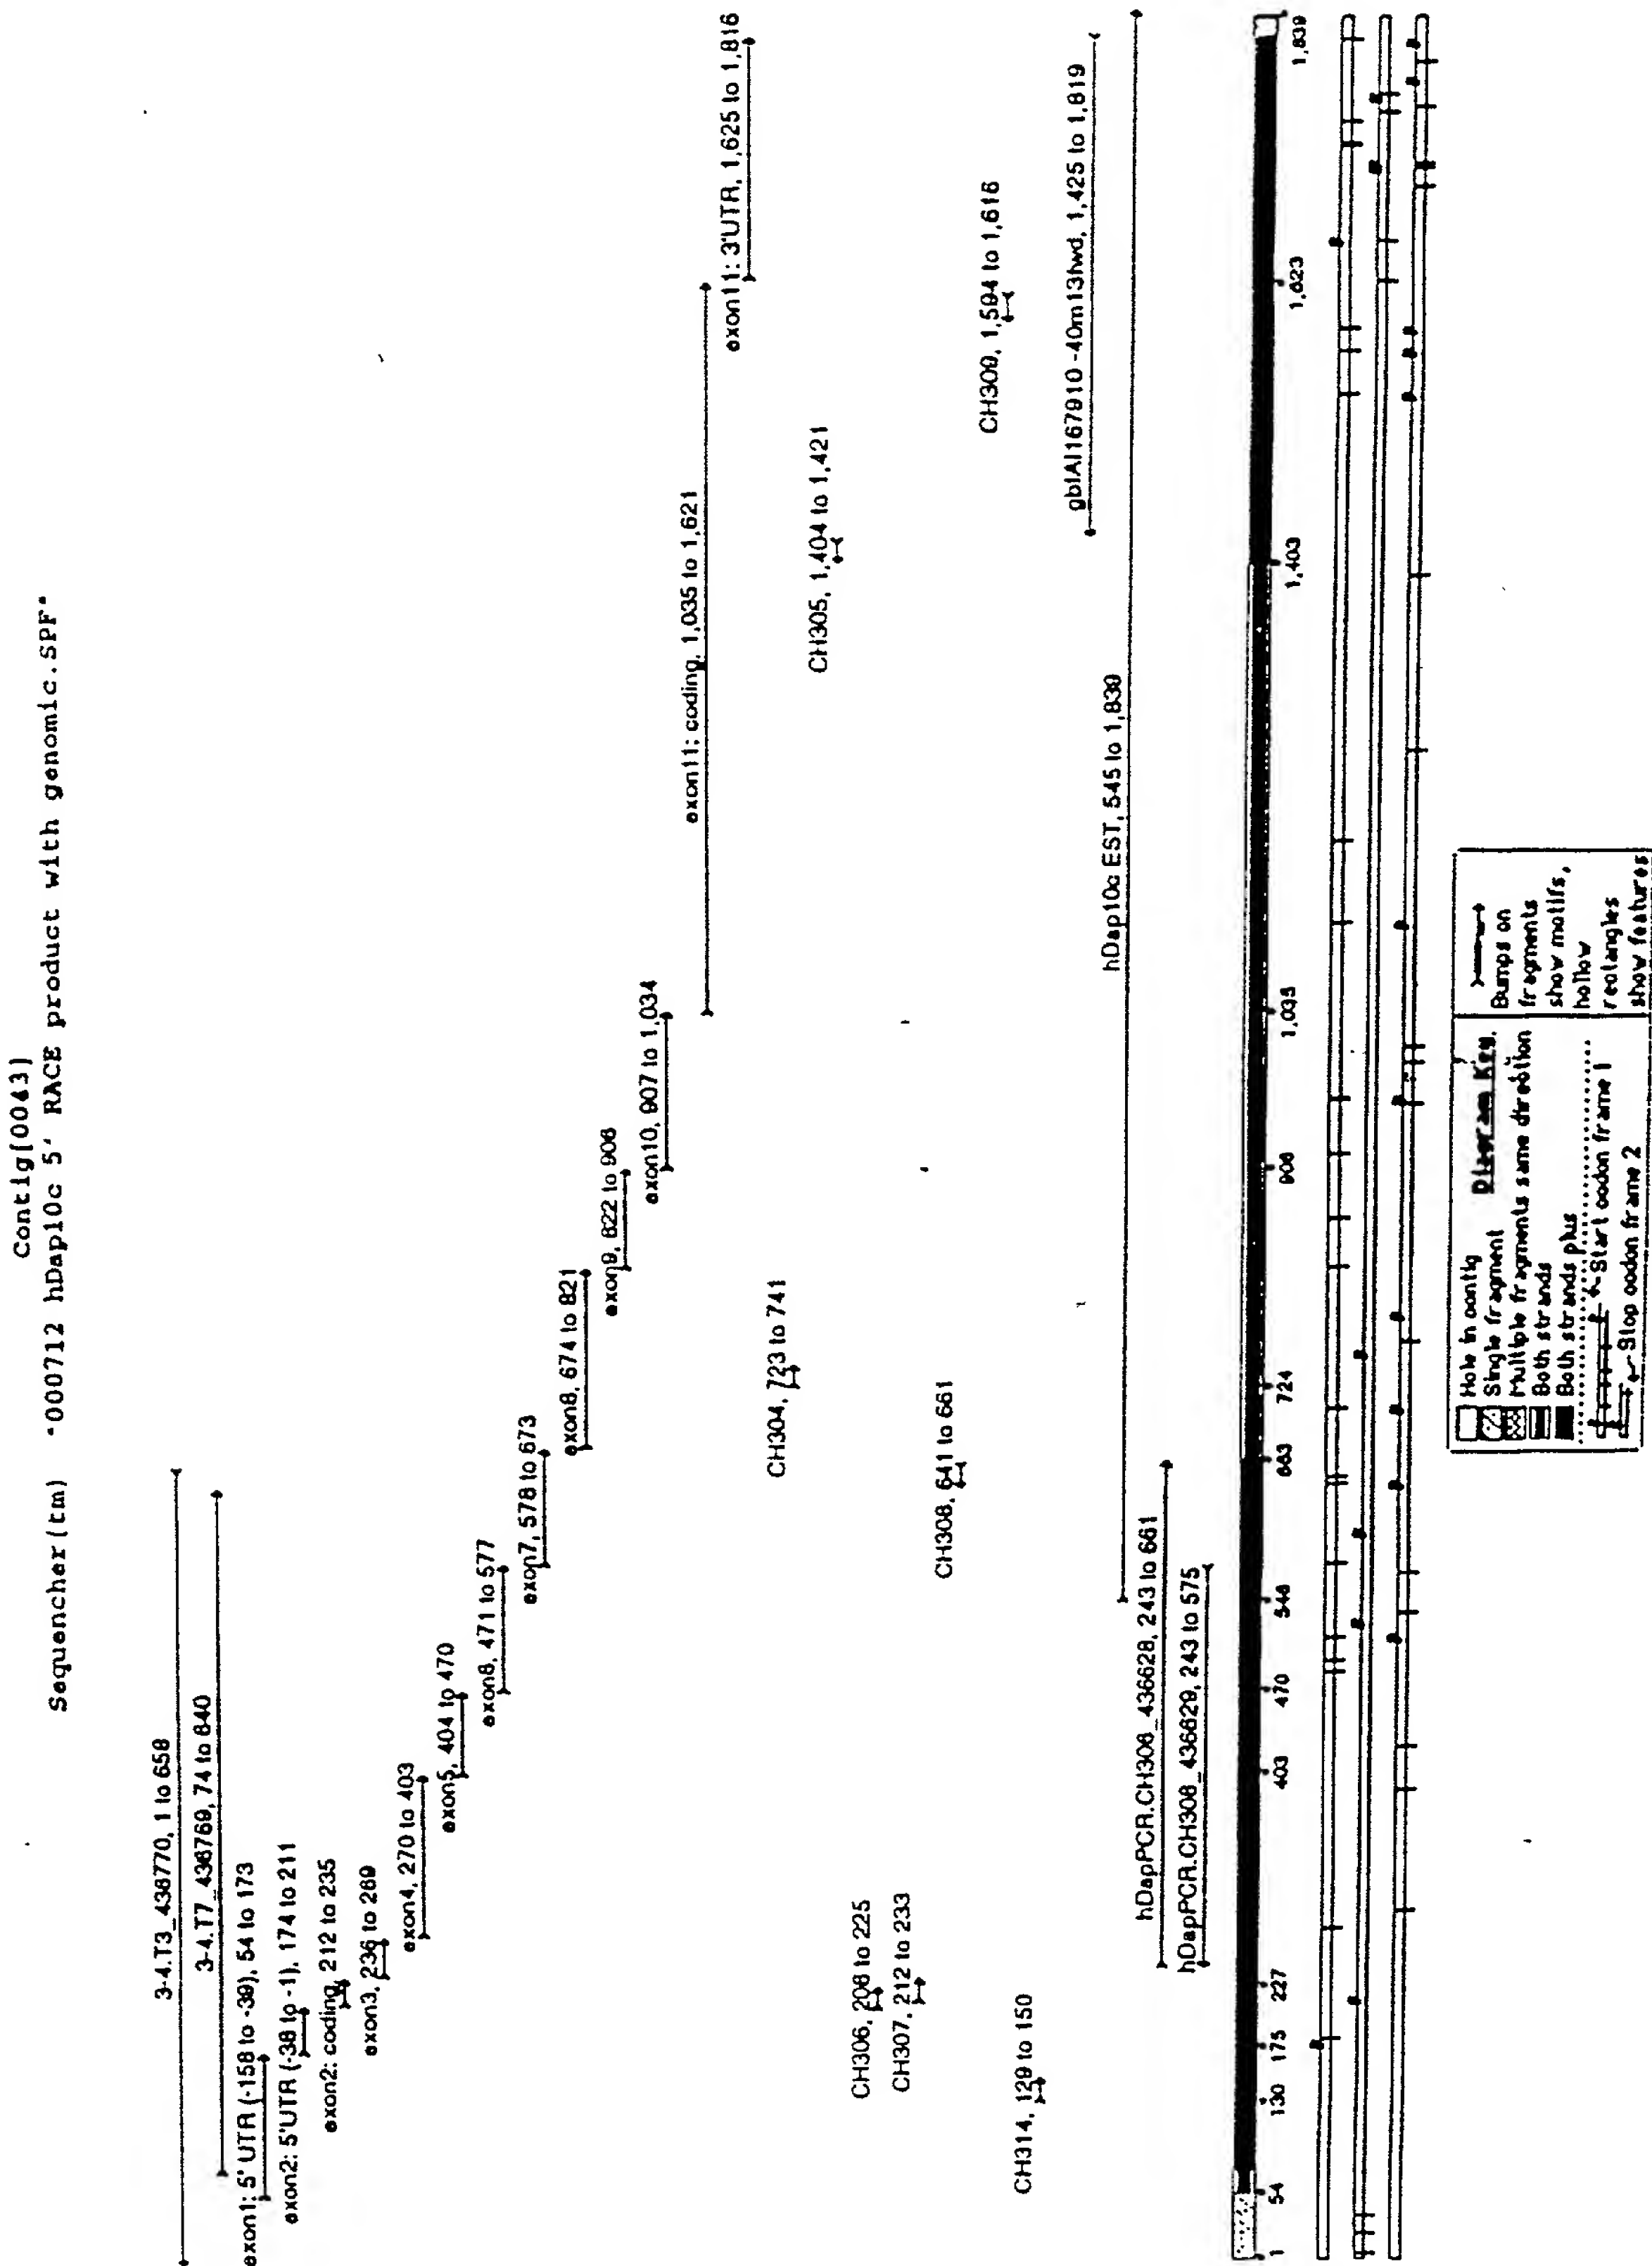 Contig[0043]
Sequencher(tm) "000712 hDap10c 5' RACE product with genomic.SPF"
3-4.T3_436770, 1 to 658
3-4.T7_436769, 74 to 640
exon1: 5' UTR (-158 to -39), 54 to 173
exon2: 5'UTR (-38 to -1), 174 to 211
exon2: coding, 212 to 235
exon3, 236 to 269
exon4, 270 to 403
exon5, 404 to 470
exon6, 471 to 577
exon7, 578 to 673
exon8, 674 to 821
exon9, 822 to 906
exon10, 907 to 1,034
exon11: coding, 1,035 to 1,621
exon11: 3'UTR, 1,625 to 1,816
CH304, 723 to 741
CH305, 1,404 to 1,421
CH306, 208 to 225
CH307, 212 to 233
CH308, 641 to 661
CH309, 1,594 to 1,616
CH314, 129 to 150
gb|AI167910 -40m13fwd, 1,425 to 1,819
hDap10c EST, 545 to 1,839
hDapPCR.CH308_436628, 243 to 661
hDapPCR.CH308_436629, 243 to 575
1 54 130 175 227 403 470 546 663 724 906 1,035 1,403 1,623 1,839
Diagram Key
Hole in contig
Single fragment
Multiple fragments same direction
Both strands
Both strands plus
Start codon frame 1
Stop codon frame 2
Bumps on
fragments
show motifs,
hollow
rectangles
show features